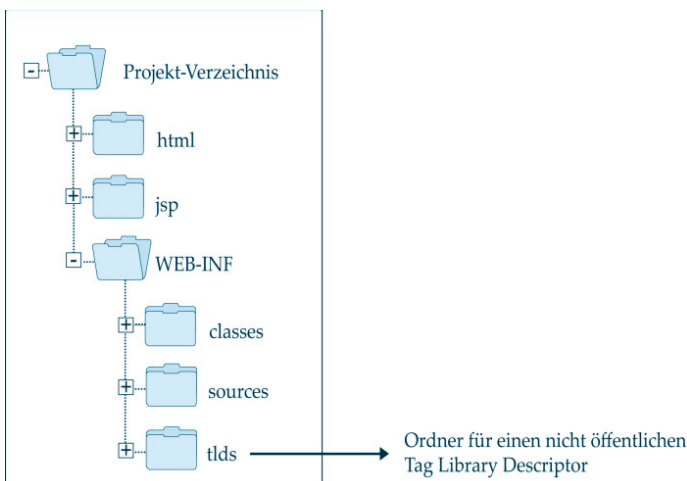 Projekt-Verzeichnis
html
jsp
WEB-INF
classes
sources
tlds
Ordner für einen nicht öffentlichen
Tag Library Descriptor